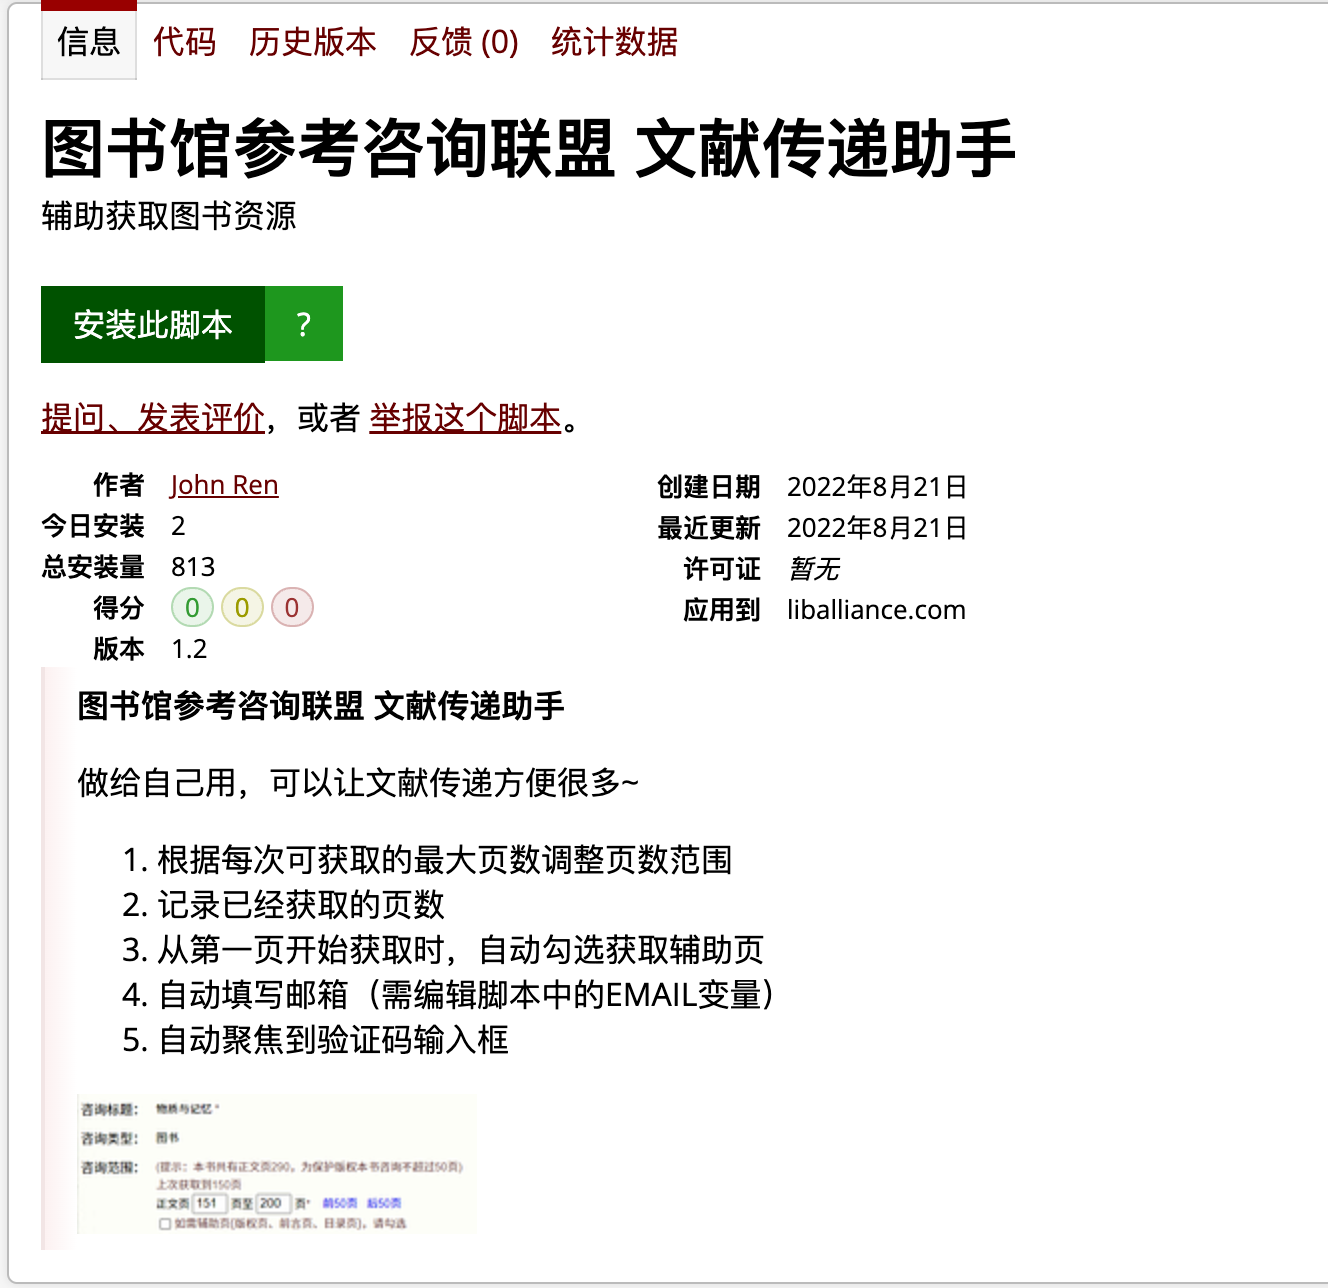 信息 代码 历史版本 反馈 (0) 统计数据
图书馆参考咨询联盟 文献传递助手
辅助获取图书资源
安装此脚本 ?
提问、发表评价，或者 举报这个脚本。
作者 John Ren
今日安装 2
总安装量 813
得分 0 0 0
版本 1.2
创建日期 2022年8月21日
最近更新 2022年8月21日
许可证 暂无
应用到 liballiance.com
图书馆参考咨询联盟 文献传递助手
做给自己用，可以让文献传递方便很多~
1. 根据每次可获取的最大页数调整页数范围
2. 记录已经获取的页数
3. 从第一页开始获取时，自动勾选获取辅助页
4. 自动填写邮箱（需编辑脚本中的EMAIL变量）
5. 自动聚焦到验证码输入框
咨询标题： 物质与记忆 *
咨询类型： 图书
咨询范围： (提示：本书共有正文页290，为保护版权本书咨询不超过50页)
上次获取到150页
正文页 151 页至 200 页* 前50页 后50页
如需辅助页(版权页、前言页、目录页)，请勾选